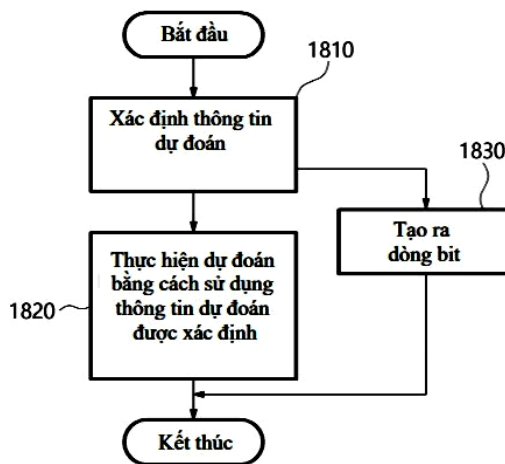 Bắt đầu
1810
Xác định thông tin
dự đoán
1830
Tạo ra
dòng bit
Thực hiện dự đoán
bằng cách sử dụng
thông tin dự đoán
được xác định
1820
Kết thúc